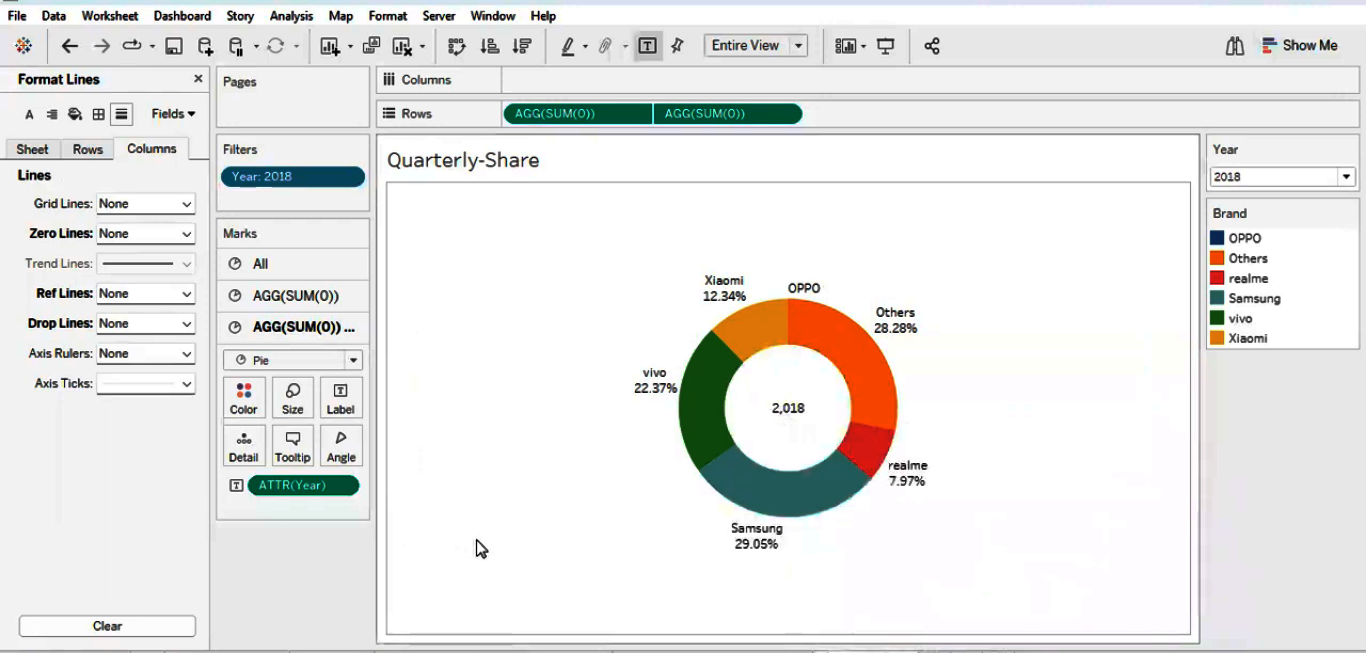 File Data Worksheet Dashboard Story Analysis Map Format Server Window Help
Entire View
Show Me
Format Lines
Fields
Sheet Rows Columns
Lines
Grid Lines: None
Zero Lines: None
Trend Lines:
Ref Lines: None
Drop Lines: None
Axis Rulers: None
Axis Ticks:
Clear
Pages
Filters
Year: 2018
Marks
All
AGG(SUM(0))
AGG(SUM(0)) ...
Pie
Color Size Label
Detail Tooltip Angle
ATTR(Year)
Columns
Rows AGG(SUM(0)) AGG(SUM(0))
Quarterly-Share
Xiaomi
12.34%
OPPO
Others
28.28%
vivo
22.37%
2,018
realme
7.97%
Samsung
29.05%
Year
2018
Brand
OPPO
Others
realme
Samsung
vivo
Xiaomi